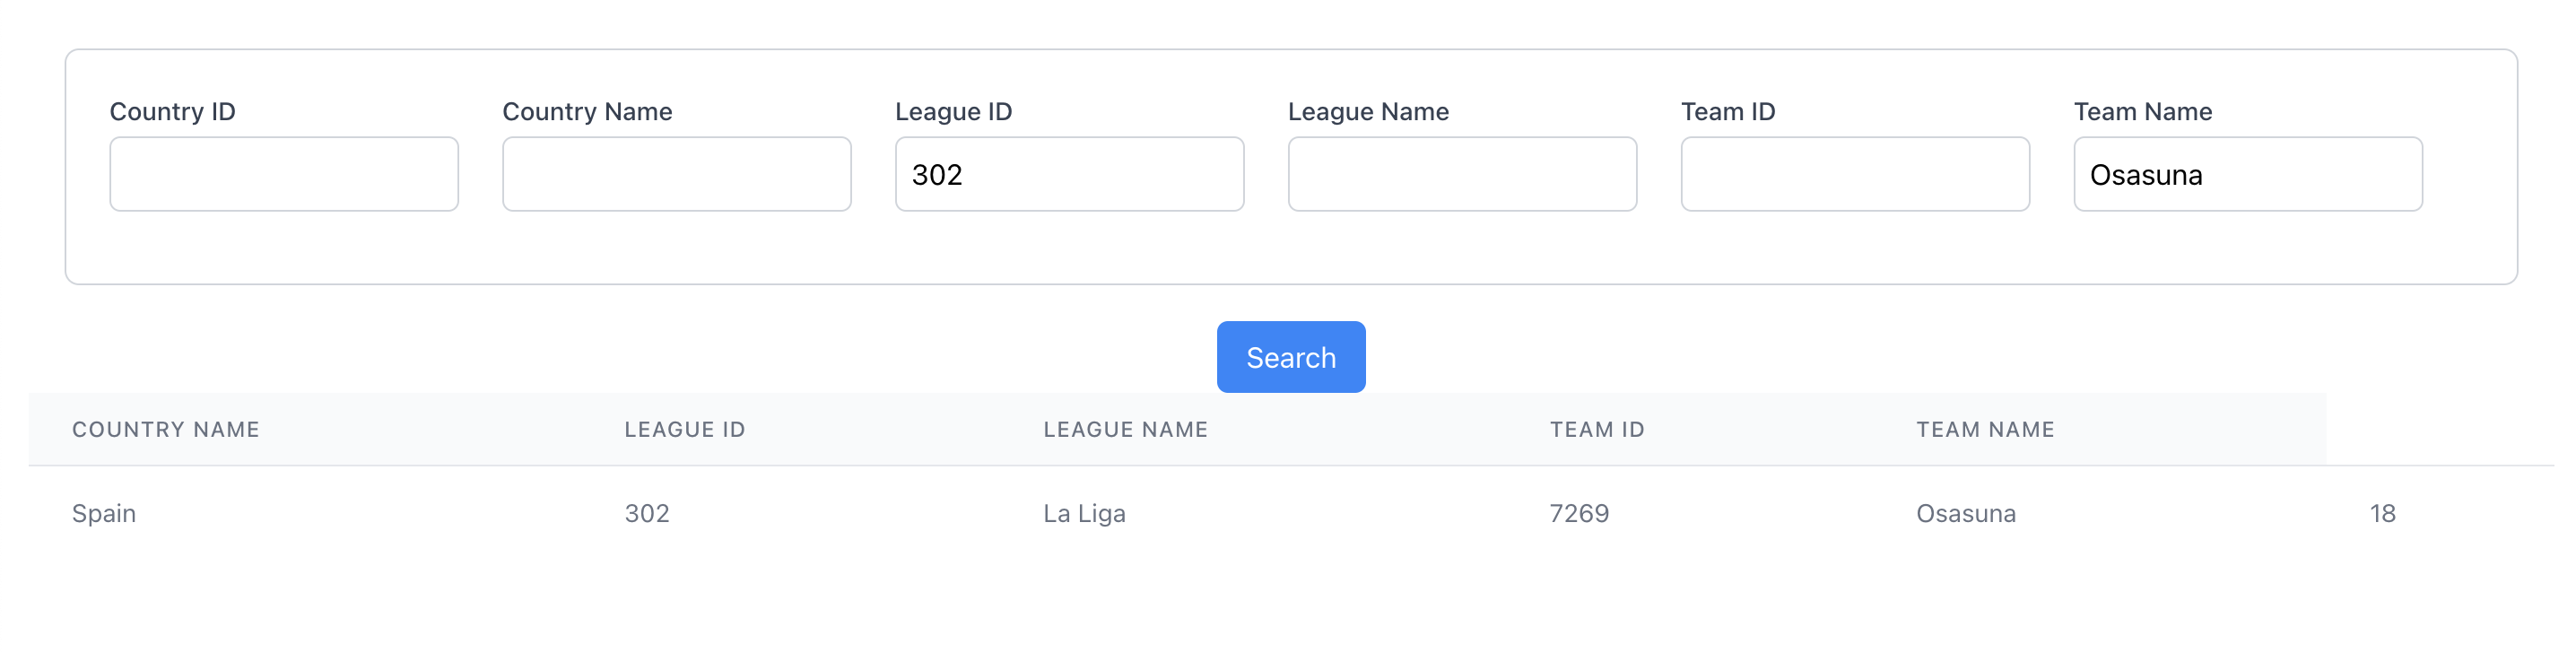 Country ID Country Name League ID League Name Team ID Team Name
302 Osasuna
Search
COUNTRY NAME LEAGUE ID LEAGUE NAME TEAM ID TEAM NAME
Spain 302 La Liga 7269 Osasuna 18